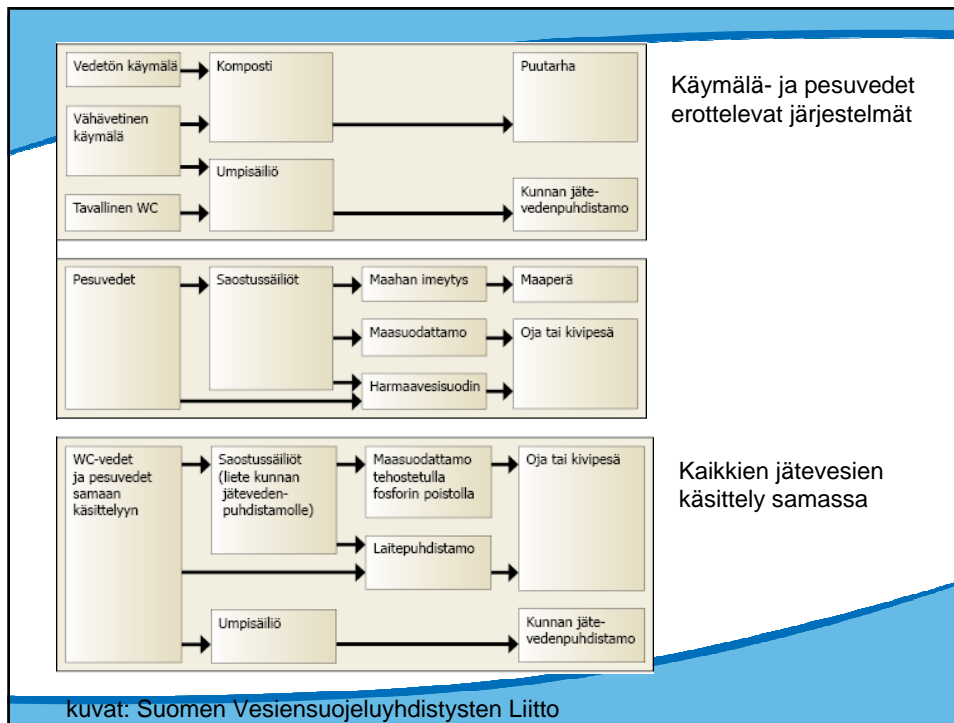 Vedetön käymälä
Komposti
Puutarha
Vähävetinen
käymälä
Umpisäiliö
Tavallinen WC
Kunnan jäte-
vedenpuhdistamo
Käymälä- ja pesuvedet
erottelevat järjestelmät
Pesuvedet
Saostussäiliöt
Maahan imeytys
Maaperä
Maasuodattamo
Oja tai kivipesä
Harmaavesisuodin
WC-vedet
ja pesuvedet
samaan
käsittelyyn
Saostussäiliöt
(liete kunnan
jäteveden-
puhdistamolle)
Maasuodattamo
tehostetulla
fosforin poistolla
Oja tai kivipesä
Laitepuhdistamo
Umpisäiliö
Kunnan jäte-
vedenpuhdistamo
Kaikkien jätevesien
käsittely samassa
kuvat: Suomen Vesiensuojeluyhdistysten Liitto